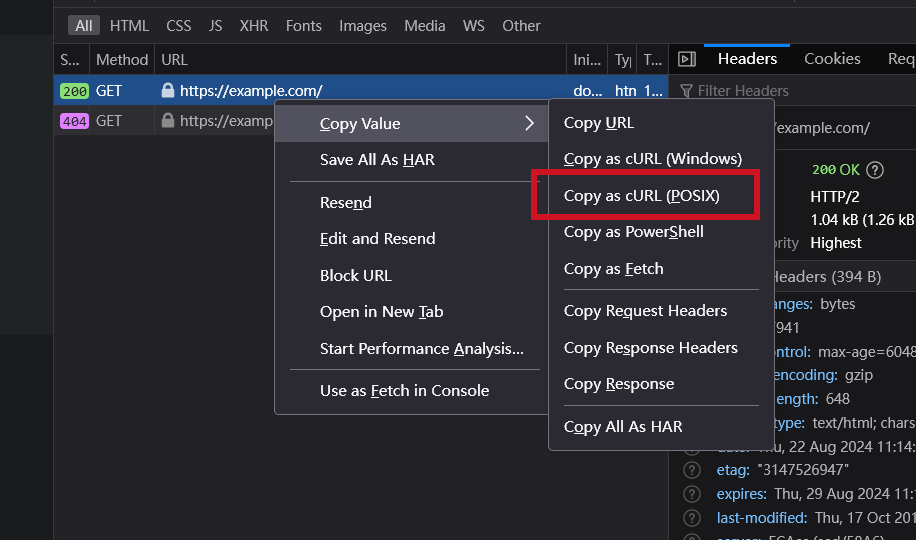 All HTML CSS JS XHR Fonts Images Media WS Other
S... Method URL Ini... Tyj T...
200 GET https://example.com/ do... htn 1...
404 GET https://examp
Copy Value
Save All As HAR
Resend
Edit and Resend
Block URL
Open in New Tab
Start Performance Analysis...
Use as Fetch in Console
Copy URL
Copy as cURL (Windows)
Copy as cURL (POSIX)
Copy as PowerShell
Copy as Fetch
Copy Request Headers
Copy Response Headers
Copy Response
Copy All As HAR
Headers Cookies Req
Filter Headers
/example.com/
200 OK ?
HTTP/2
1.04 kB (1.26 kB
ority Highest
Headers (394 B)
anges: bytes
7941
ontrol: max-age=6048
encoding: gzip
ength: 648
type: text/html; chars
22 Aug 2024 11:14:
? etag: "3147526947"
? expires: Thu, 29 Aug 2024 11:1
? last-modified: Thu, 17 Oct 201